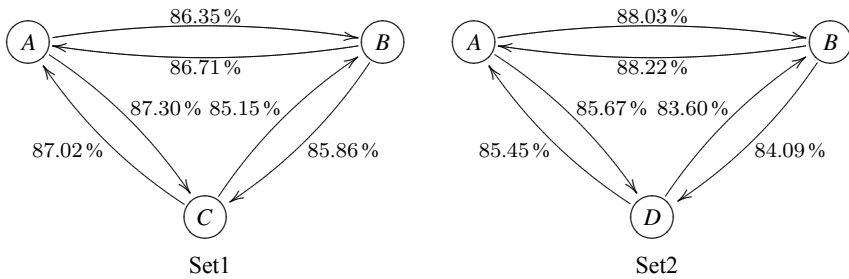 86.35 % 88.03 %
A B A B
86.71 % 88.22 %
87.30 % 85.15 % 85.67 % 83.60 %
87.02 % 85.86 % 85.45 % 84.09 %
C D
Set1 Set2